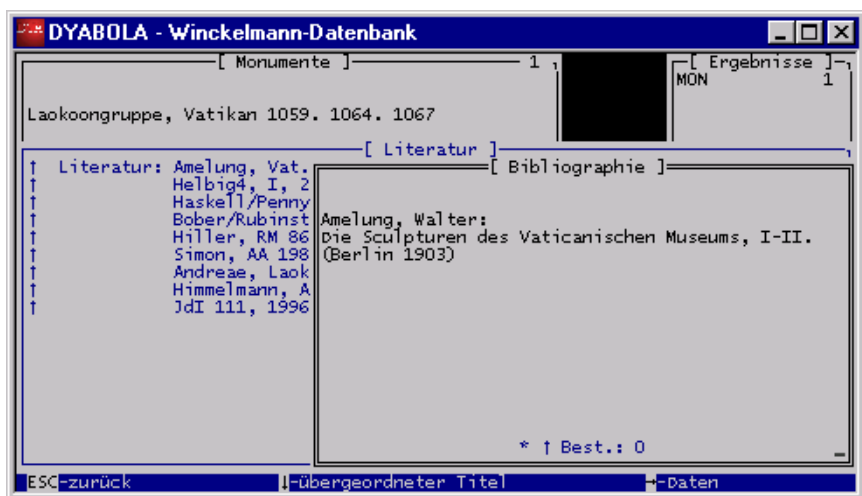 DYABOLA - Winckelmann-Datenbank
[ Monumente ] 1
[ Ergebnisse ]
MON 1
Laokoongruppe, Vatikan 1059. 1064. 1067
[ Literatur ]
↑ Literatur: Amelung, Vat.
↑ Helbig4, I, 2
↑ Haskell/Penny
↑ Bober/Rubinst
↑ Hiller, RM 86
↑ Simon, AA 198
↑ Andreae, Laok
↑ Himmelmann, A
↑ JdI 111, 1996
[ Bibliographie ]
Amelung, Walter:
Die Sculpturen des Vaticanischen Museums, I-II.
(Berlin 1903)
* ↑ Best.: 0
ESC-zurück ↓-übergeordneter Titel →-Daten